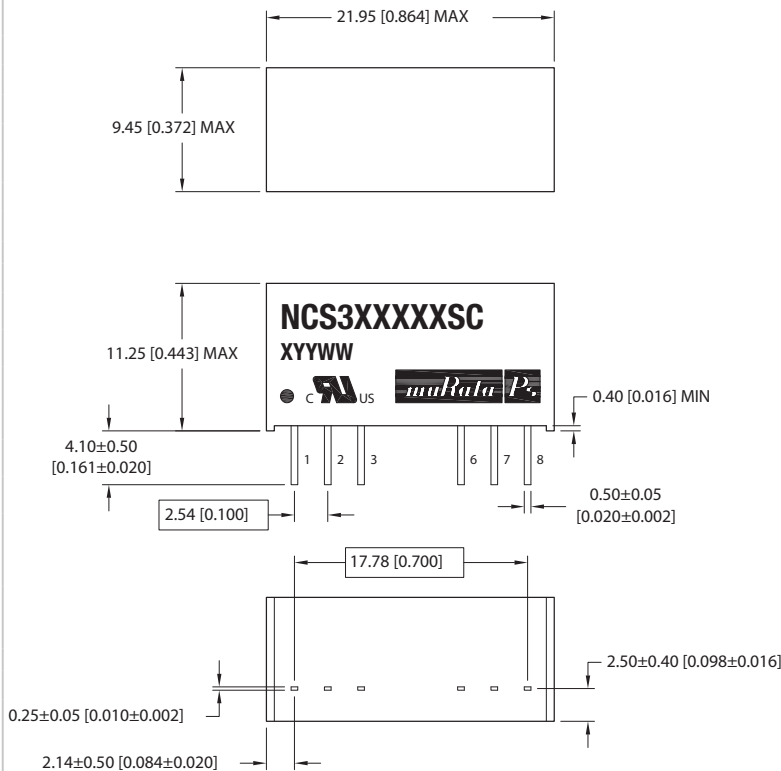 21.95 [0.864] MAX
9.45 [0.372] MAX
NCS3XXXXXSC
XYYWW
11.25 [0.443] MAX
C RU US
muRata Ps
0.40 [0.016] MIN
4.10±0.50
[0.161±0.020]
1 2 3 6 7 8
2.54 [0.100]
0.50±0.05
[0.020±0.002]
17.78 [0.700]
2.50±0.40 [0.098±0.016]
0.25±0.05 [0.010±0.002]
2.14±0.50 [0.084±0.020]